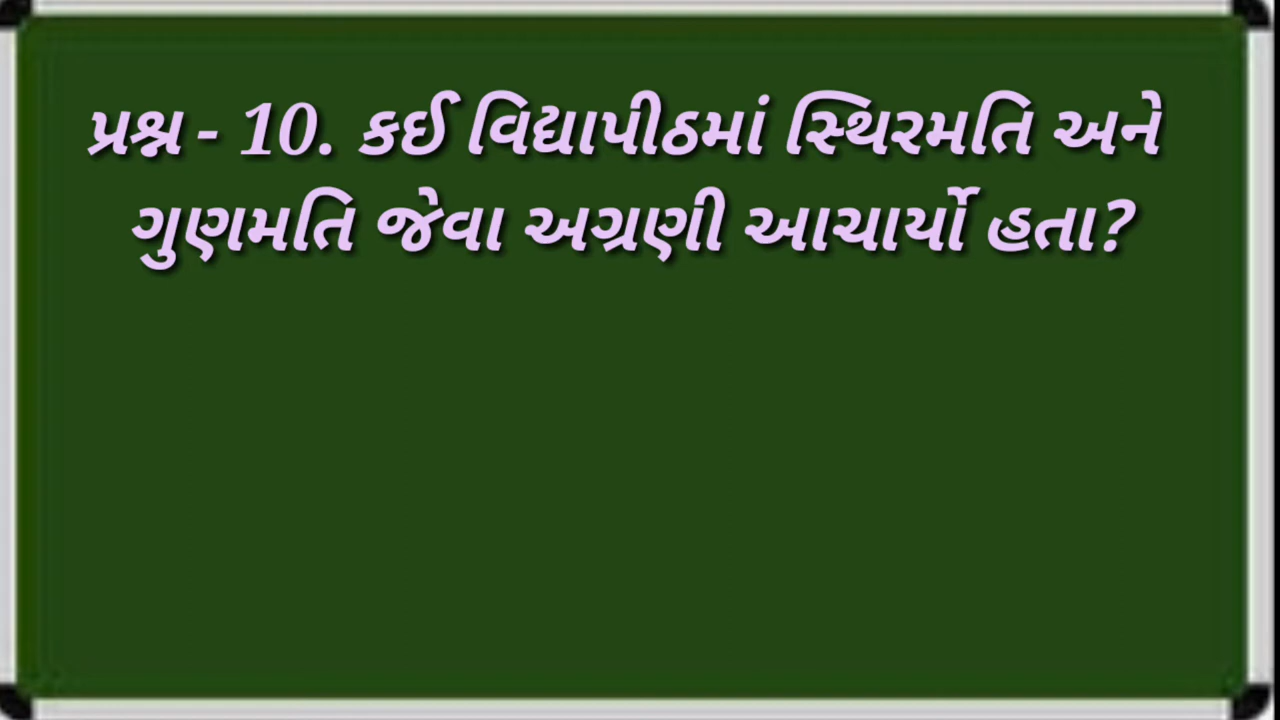 પ્રશ્ન - 10. કઈ વિદ્યાપીઠમાં સ્થિરમતિ અને
ગુણમતિ જેવા અગ્રણી આચાર્યો હતા?